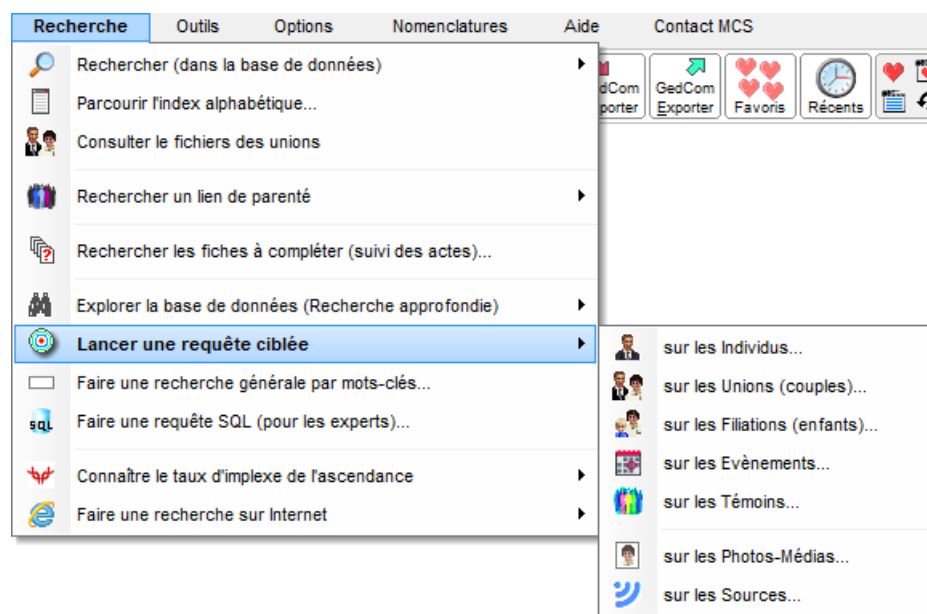 Recherche Outils Options Nomenclatures Aide Contact MCS
Rechercher (dans la base de données)
Parcourir l'index alphabétique...
Consulter le fichiers des unions
Rechercher un lien de parenté
Rechercher les fiches à compléter (suivi des actes)...
Explorer la base de données (Recherche approfondie)
Lancer une requête ciblée
Faire une recherche générale par mots-clés...
SQL
Faire une requête SQL (pour les experts)...
Connaître le taux d'implexe de l'ascendance
Faire une recherche sur Internet
dCom
porter
GedCom
Exporter
Favoris
Récents
sur les Individus...
sur les Unions (couples)...
sur les Filiations (enfants)...
sur les Evènements...
sur les Témoins...
sur les Photos-Médias...
sur les Sources...